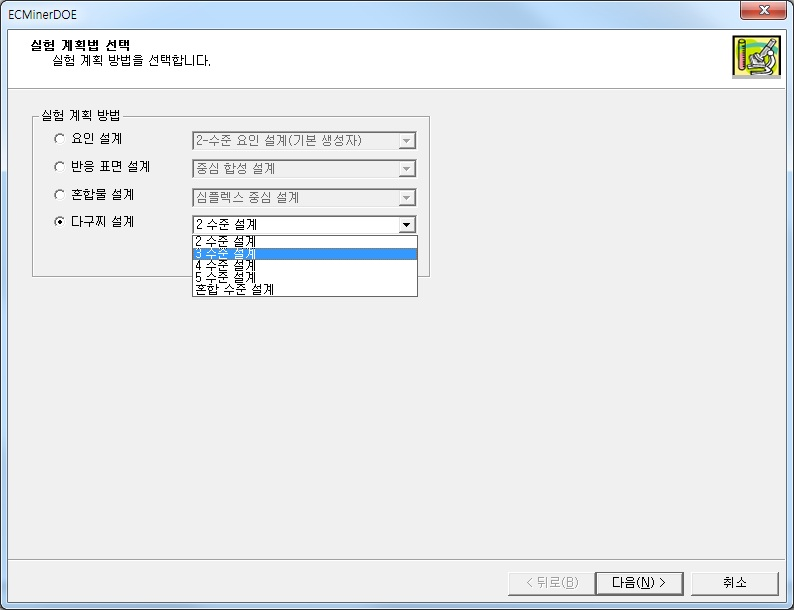 ECMinerDOE
실험 계획법 선택
실험 계획 방법을 선택합니다.
실험 계획 방법
요인 설계
2-수준 요인 설계(기본 생성자)
반응 표면 설계
중심 합성 설계
혼합물 설계
심플렉스 중심 설계
다구찌 설계
2 수준 설계
2 수준 설계
3 수준 설계
4 수준 설계
5 수준 설계
혼합 수준 설계
< 뒤로(B)
다음(N) >
취소